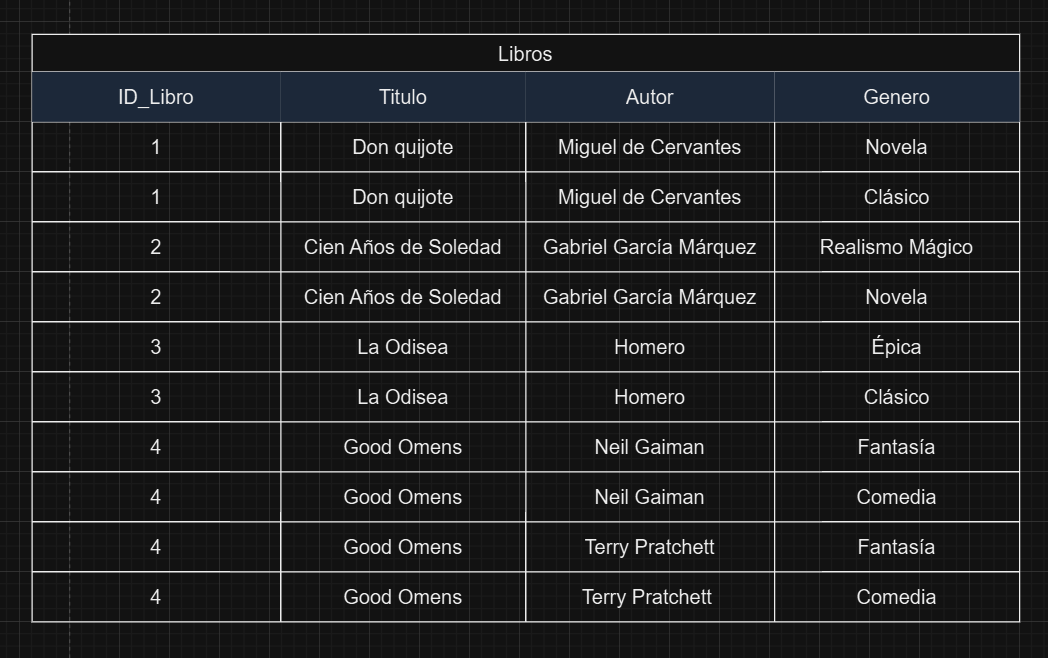 Libros
ID_Libro Titulo Autor Genero
1 Don quijote Miguel de Cervantes Novela
1 Don quijote Miguel de Cervantes Clásico
2 Cien Años de Soledad Gabriel García Márquez Realismo Mágico
2 Cien Años de Soledad Gabriel García Márquez Novela
3 La Odisea Homero Épica
3 La Odisea Homero Clásico
4 Good Omens Neil Gaiman Fantasía
4 Good Omens Neil Gaiman Comedia
4 Good Omens Terry Pratchett Fantasía
4 Good Omens Terry Pratchett Comedia